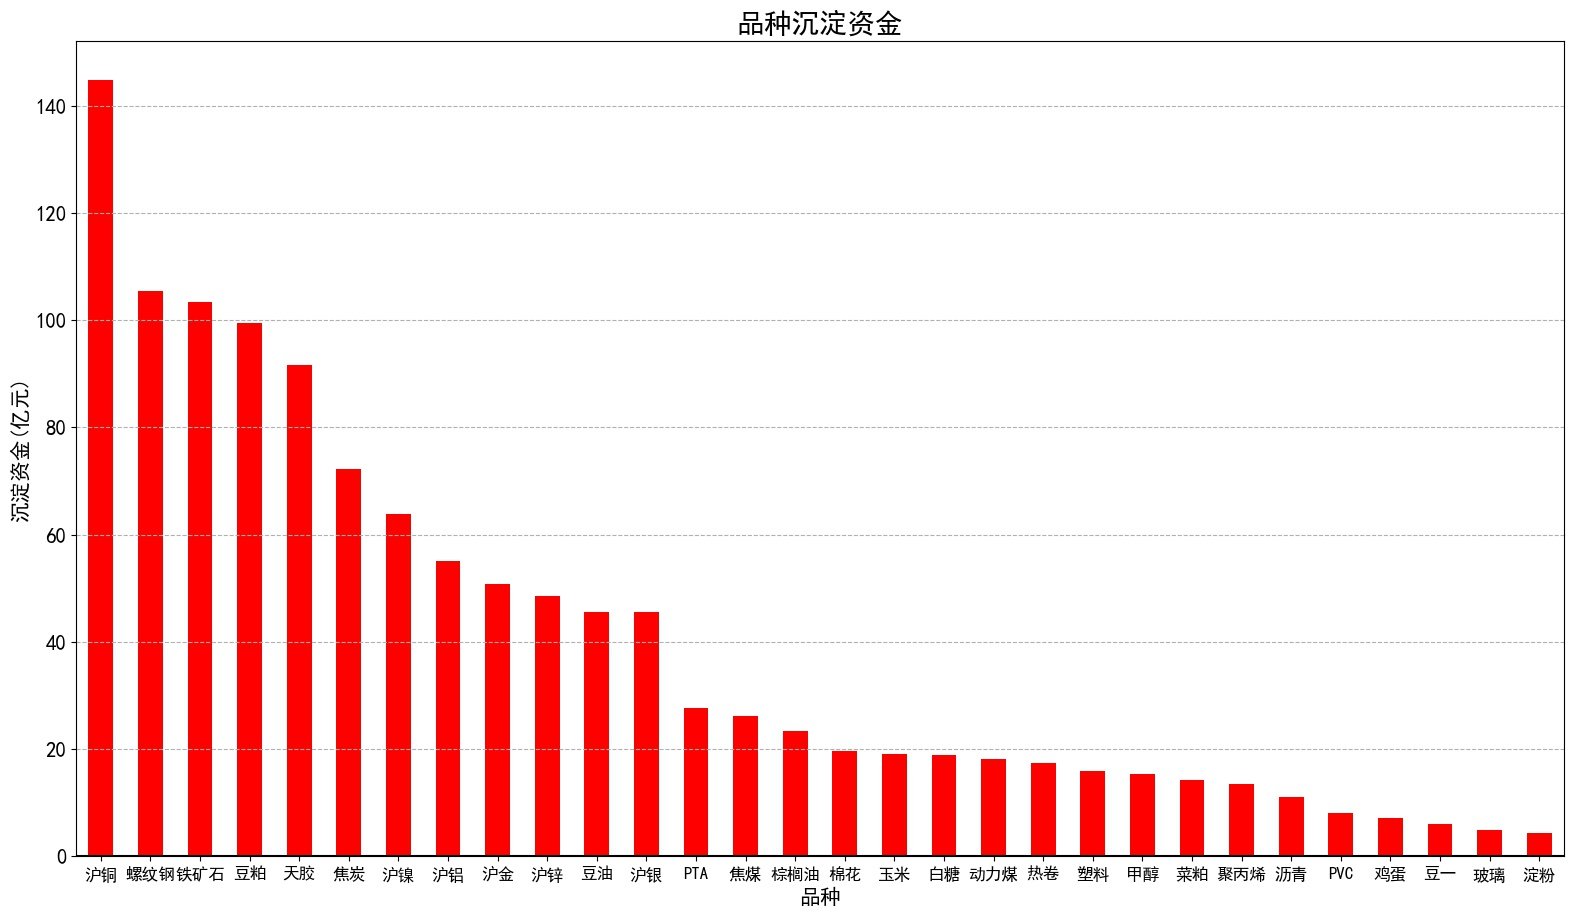 品种沉淀资金
沉淀资金(亿元)
140
120
100
80
60
40
20
0
沪铜 螺纹钢 铁矿石 豆粕 天胶 焦炭 沪镍 沪铝 沪金 沪锌 豆油 沪银 PTA 焦煤 棕榈油 棉花 玉米 白糖 动力煤 热卷 塑料 甲醇 菜粕 聚丙烯 沥青 PVC 鸡蛋 豆一 玻璃 淀粉
品种